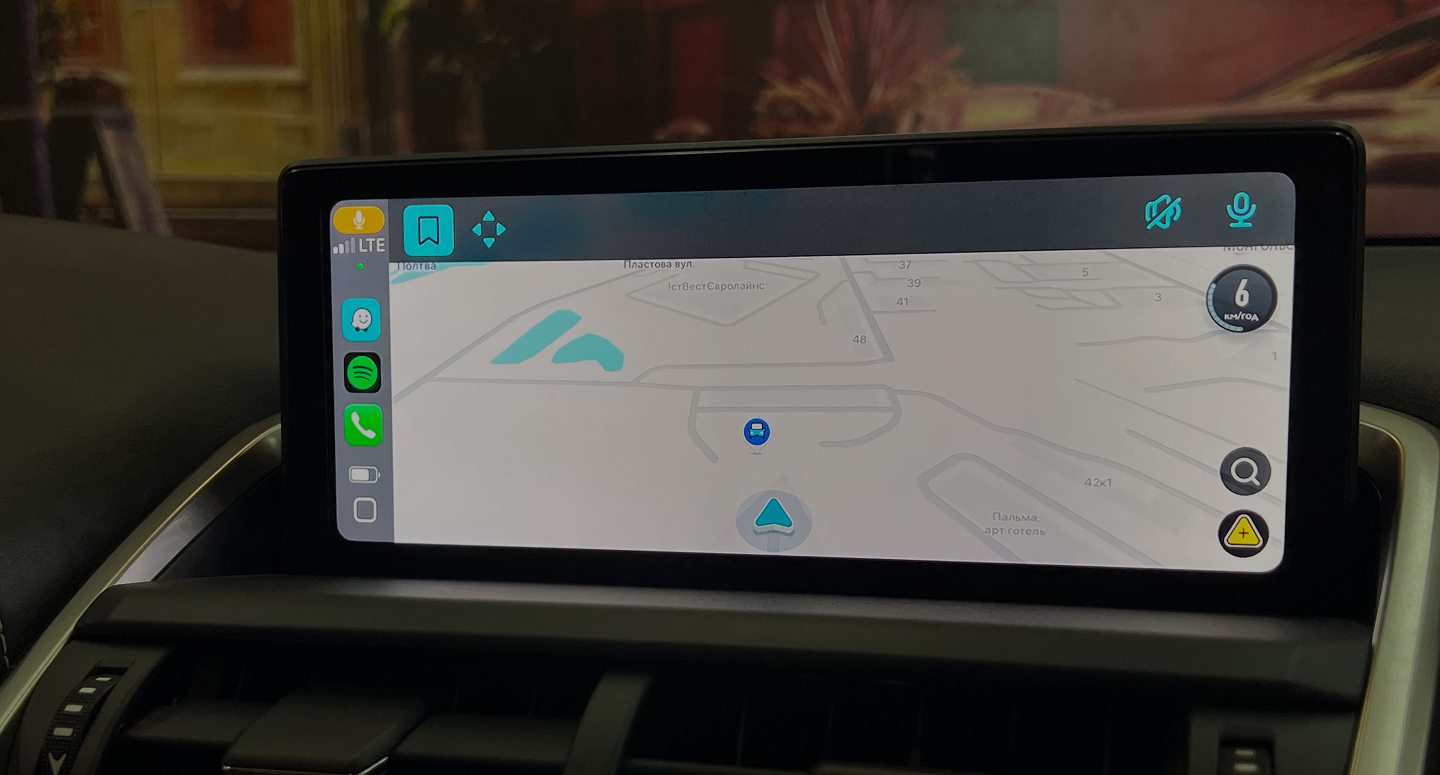 LTE
Полтва
Пластова вул.
ІстВестЄвролайнс
37
39
41
48
5
3
1
6
км/год
42к1
Пальма,
арт готель